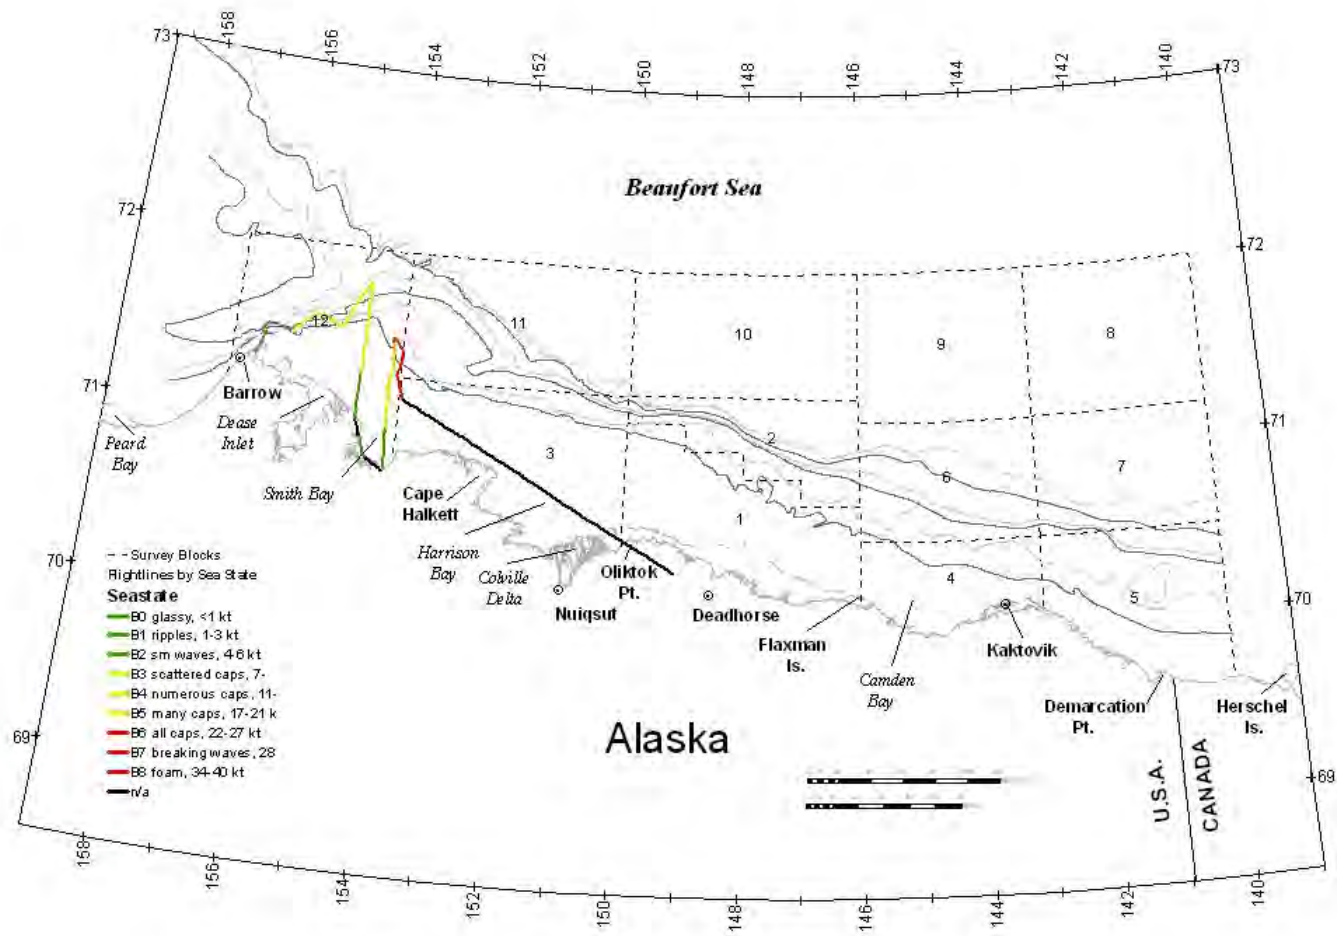 158
156
154
152
150
148
146
144
142
140
73
73
72
72
71
71
70
70
69
69
Beaufort Sea
11
10
9
8
12
2
6
7
3
1
4
5
Barrow
Peard
Bay
Dease
Inlet
Smith Bay
Cape
Halkett
Harrison
Bay
Colville
Delta
Oliktok
Pt.
Nuiqsut
Deadhorse
Flaxman
Is.
Camden
Bay
Kaktovik
Demarcation
Pt.
Herschel
Is.
Alaska
U.S.A.
CANADA
Survey Blocks
Flightlines by Sea State
Seastate
B0 glassy, <1 kt
B1 ripples, 1-3 kt
B2 sm waves, 4-6 kt
B3 scattered caps, 7-
B4 numerous caps, 11-
B5 many caps, 17-21 k
B6 all caps, 22-27 kt
B7 breaking waves, 28
B8 foam, 34-40 kt
n/a
158
156
154
152
150
148
146
144
142
140